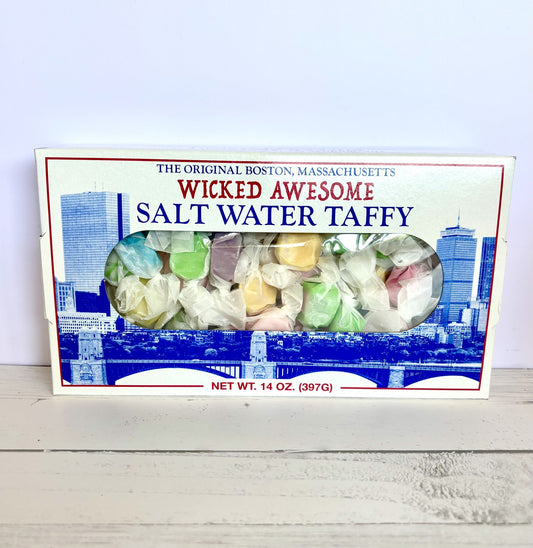 THE ORIGINAL BOSTON, MASSACHUSETTS
WICKED AWESOME
SALT WATER TAFFY
NET WT. 14 OZ. (397G)